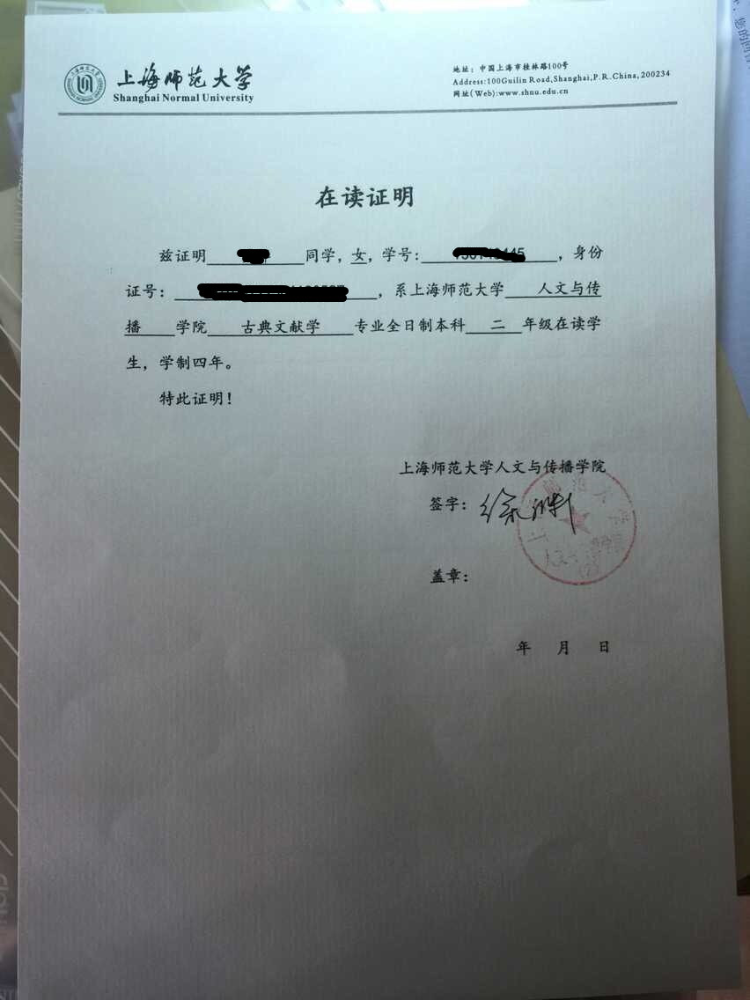 上海师范大学
Shanghai Normal University
地址：中国上海市桂林路100号
Address:100Guilin Road,Shanghai,P.R.China,200234
网址(Web):www.shnu.edu.cn
在读证明
兹证明 同学，女，学号： ，身份
证号： ，系上海师范大学 人文与传
播 学院 古典文献学 专业全日制本科 二 年级在读学
生，学制四年。
特此证明！
上海师范大学人文与传播学院
签字：
盖章：
年 月 日